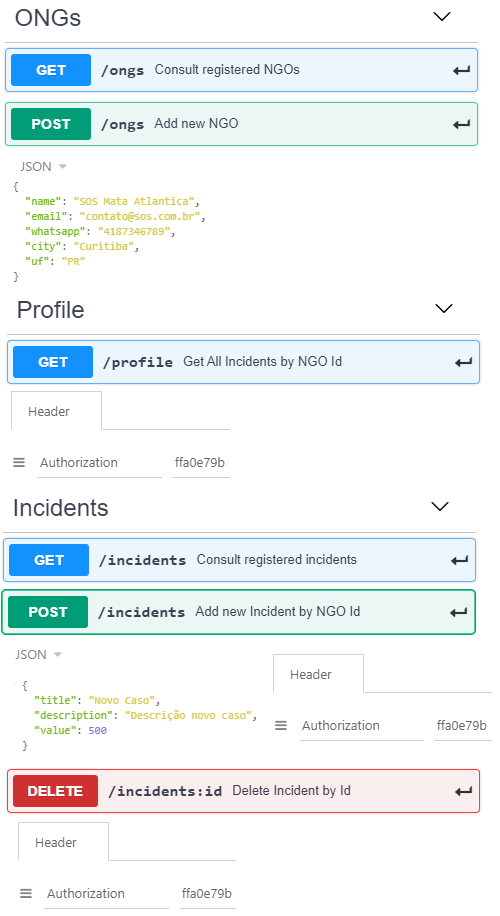 ONGs
GET /ongs Consult registered NGOs
POST /ongs Add new NGO
JSON
{
"name": "SOS Mata Atlantica",
"email": "contato@sos.com.br",
"whatsapp": "4187346789",
"city": "Curitiba",
"uf": "PR"
}
Profile
GET /profile Get All Incidents by NGO Id
Header
Authorization ffa0e79b
Incidents
GET /incidents Consult registered incidents
POST /incidents Add new Incident by NGO Id
JSON
{
"title": "Novo Caso",
"description": "Descrição novo caso",
"value": 500
}
Header
Authorization ffa0e79b
DELETE /incidents:id Delete Incident by Id
Header
Authorization ffa0e79b